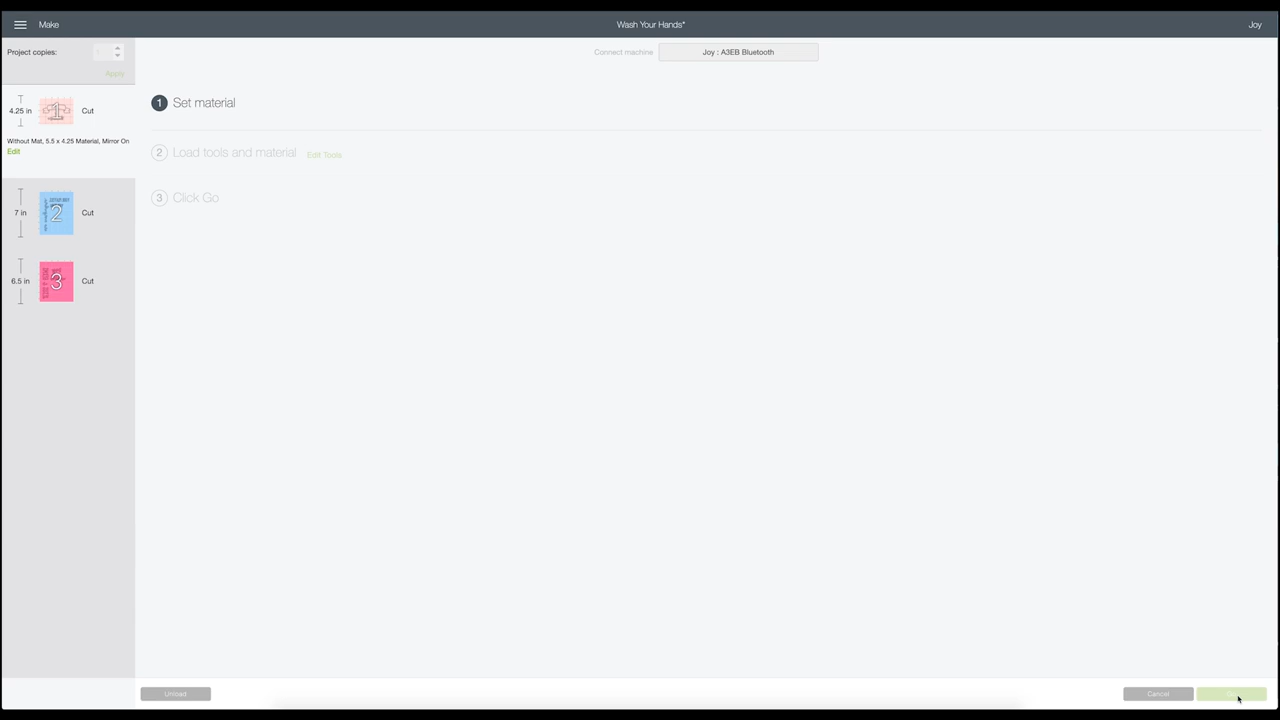 Make
Wash Your Hands*
Joy
Project copies:
Apply
Connect machine
Joy : A3EB Bluetooth
4.25 in
1
Cut
Without Mat, 5.5 x 4.25 Material, Mirror On
Edit
7 in
2
Cut
6.5 in
3
Cut
1 Set material
2 Load tools and material Edit Tools
3 Click Go
Unload
Cancel